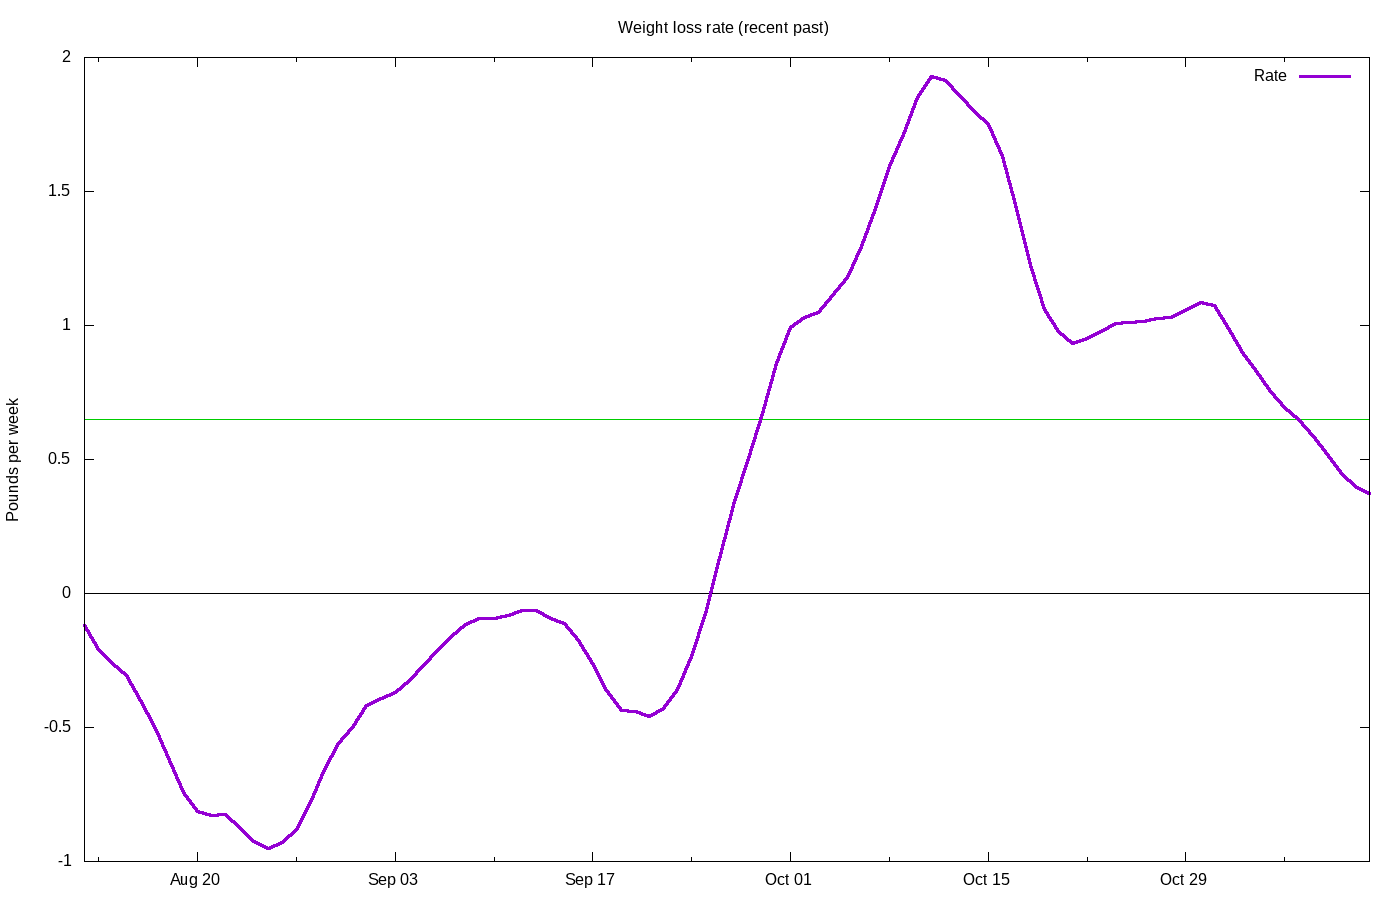 Weight loss rate (recent past)
Rate
Pounds per week
2
1.5
1
0.5
0
-0.5
-1
Aug 20
Sep 03
Sep 17
Oct 01
Oct 15
Oct 29